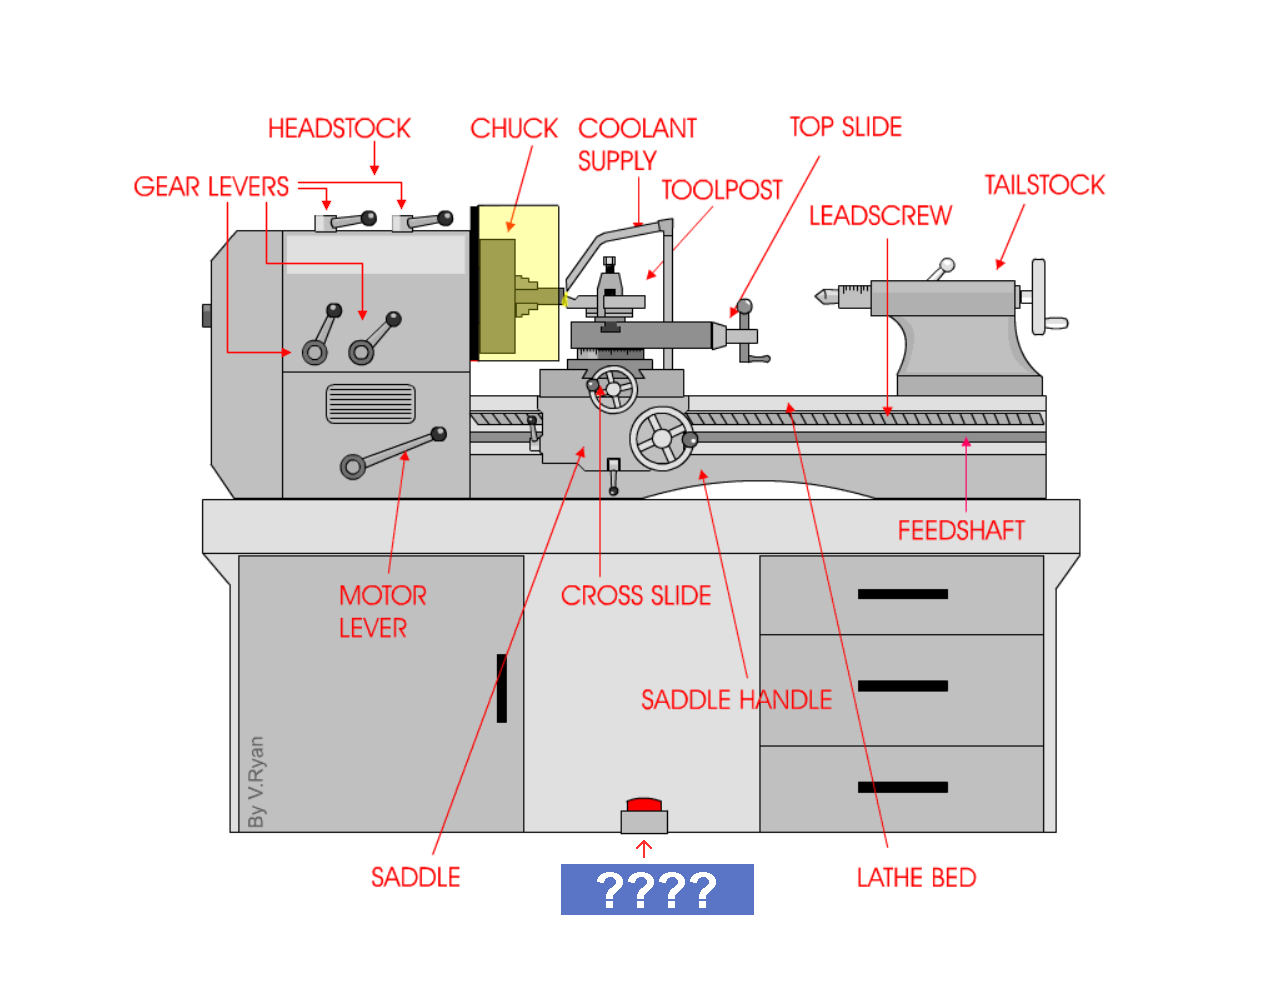 HEADSTOCK
CHUCK
COOLANT
SUPPLY
TOP SLIDE
GEAR LEVERS
TOOLPOST
TAILSTOCK
LEADSCREW
FEEDSHAFT
MOTOR
LEVER
CROSS SLIDE
SADDLE HANDLE
By V.Ryan
SADDLE
????
LATHE BED